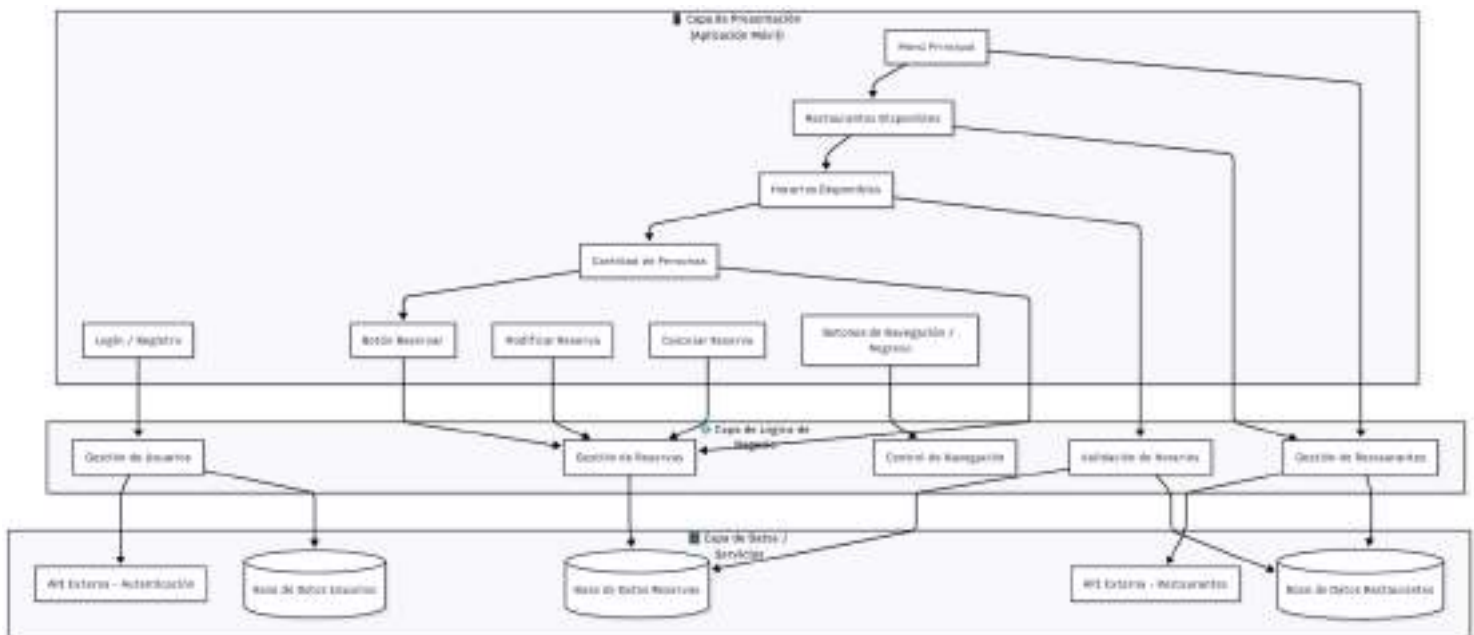 Capa de Presentación
(Aplicación Móvil)
Menú Principal
Restaurantes Disponibles
Horarios Disponibles
Cantidad de Personas
Login / Registro
Botón Reservar
Modificar Reserva
Cancelar Reserva
Botones de Navegación /
Regreso
Capa de Lógica de
Negocio
Gestión de Usuarios
Gestión de Reservas
Control de Navegación
Validación de Horarios
Gestión de Restaurantes
Capa de Datos /
Servicios
API Externa - Autenticación
Base de Datos Usuarios
Base de Datos Reservas
API Externa - Restaurantes
Base de Datos Restaurantes